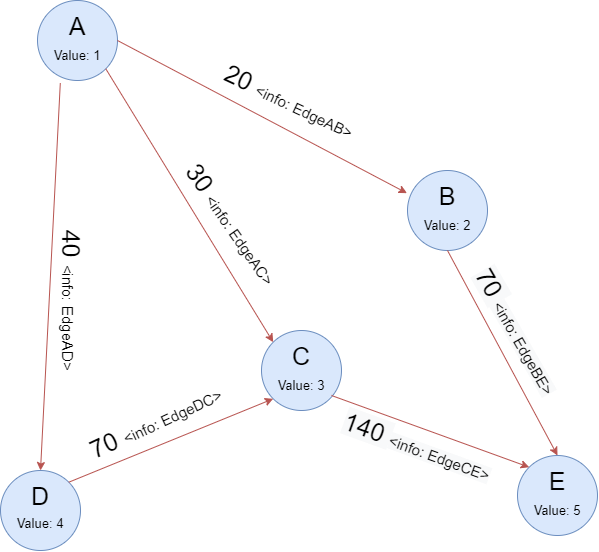 A
Value: 1
20 <info: EdgeAB>
30 <info: EdgeAC>
B
Value: 2
40 <info: EdgeAD>
70 <info: EdgeBE>
C
Value: 3
70 <info: EdgeDC>
140 <info: EdgeCE>
D
Value: 4
E
Value: 5